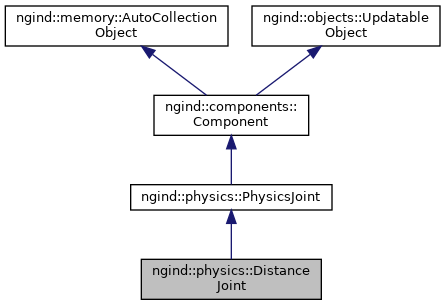 ngind::memory::AutoCollection
Object
ngind::objects::Updatable
Object
ngind::components::
Component
ngind::physics::PhysicsJoint
ngind::physics::Distance
Joint